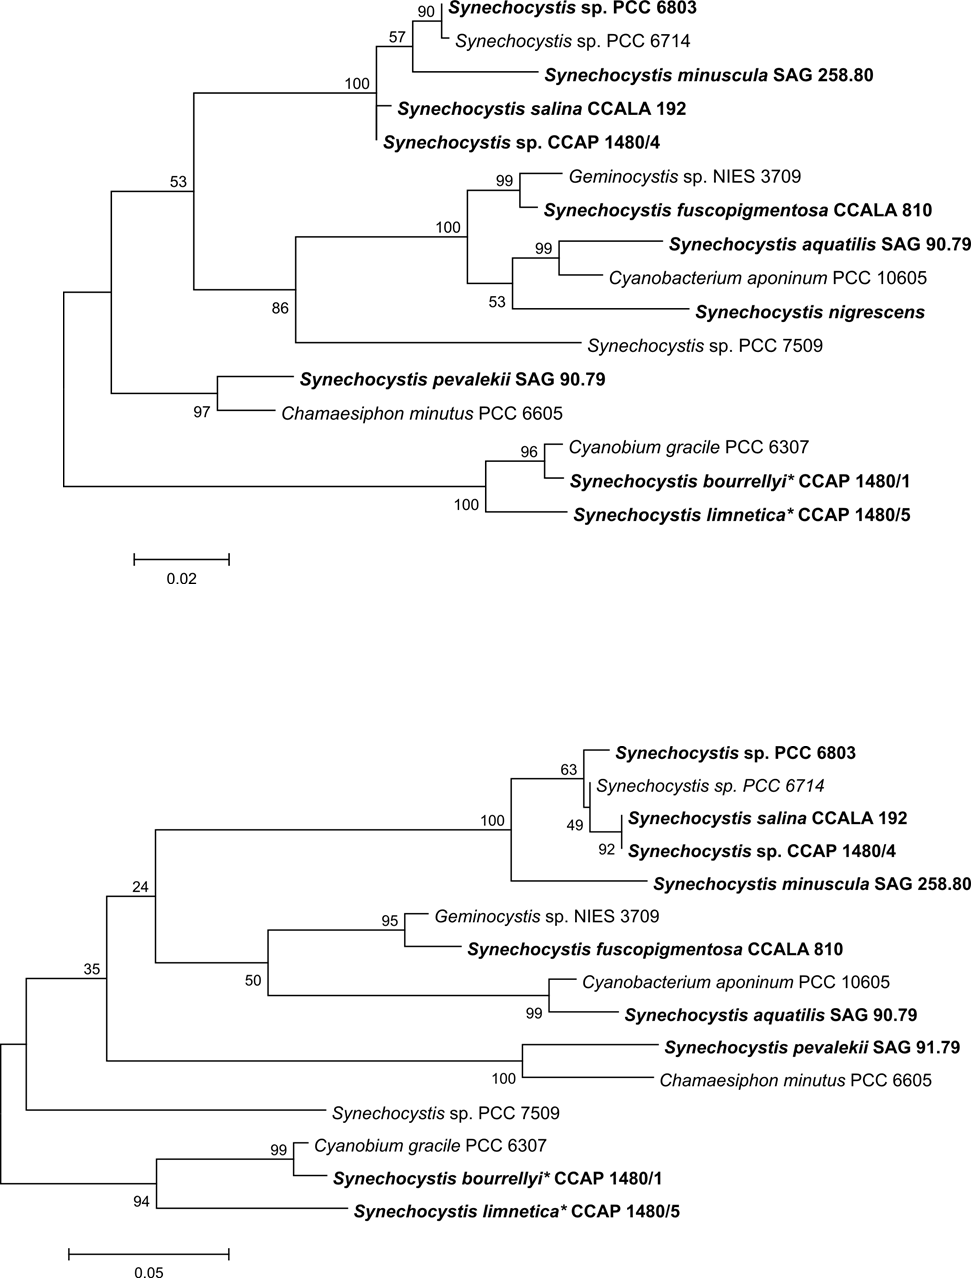 90
Synechocystis sp. PCC 6803
57
Synechocystis sp. PCC 6714
Synechocystis minuscula SAG 258.80
100
Synechocystis salina CCALA 192
Synechocystis sp. CCAP 1480/4
53
99
Geminocystis sp. NIES 3709
Synechocystis fuscopigmentosa CCALA 810
100
99
Synechocystis aquatilis SAG 90.79
Cyanobacterium aponinum PCC 10605
53
Synechocystis nigrescens
86
Synechocystis sp. PCC 7509
Synechocystis pevalekii SAG 90.79
97
Chamaesiphon minutus PCC 6605
96
Cyanobium gracile PCC 6307
Synechocystis bourrellyi* CCAP 1480/1
100
Synechocystis limnetica* CCAP 1480/5
0.02
Synechocystis sp. PCC 6803
63
Synechocystis sp. PCC 6714
100
49
Synechocystis salina CCALA 192
92
Synechocystis sp. CCAP 1480/4
Synechocystis minuscula SAG 258.80
24
95
Geminocystis sp. NIES 3709
Synechocystis fuscopigmentosa CCALA 810
35
50
Cyanobacterium aponinum PCC 10605
99
Synechocystis aquatilis SAG 90.79
Synechocystis pevalekii SAG 91.79
100
Chamaesiphon minutus PCC 6605
Synechocystis sp. PCC 7509
99
Cyanobium gracile PCC 6307
Synechocystis bourrellyi* CCAP 1480/1
94
Synechocystis limnetica* CCAP 1480/5
0.05